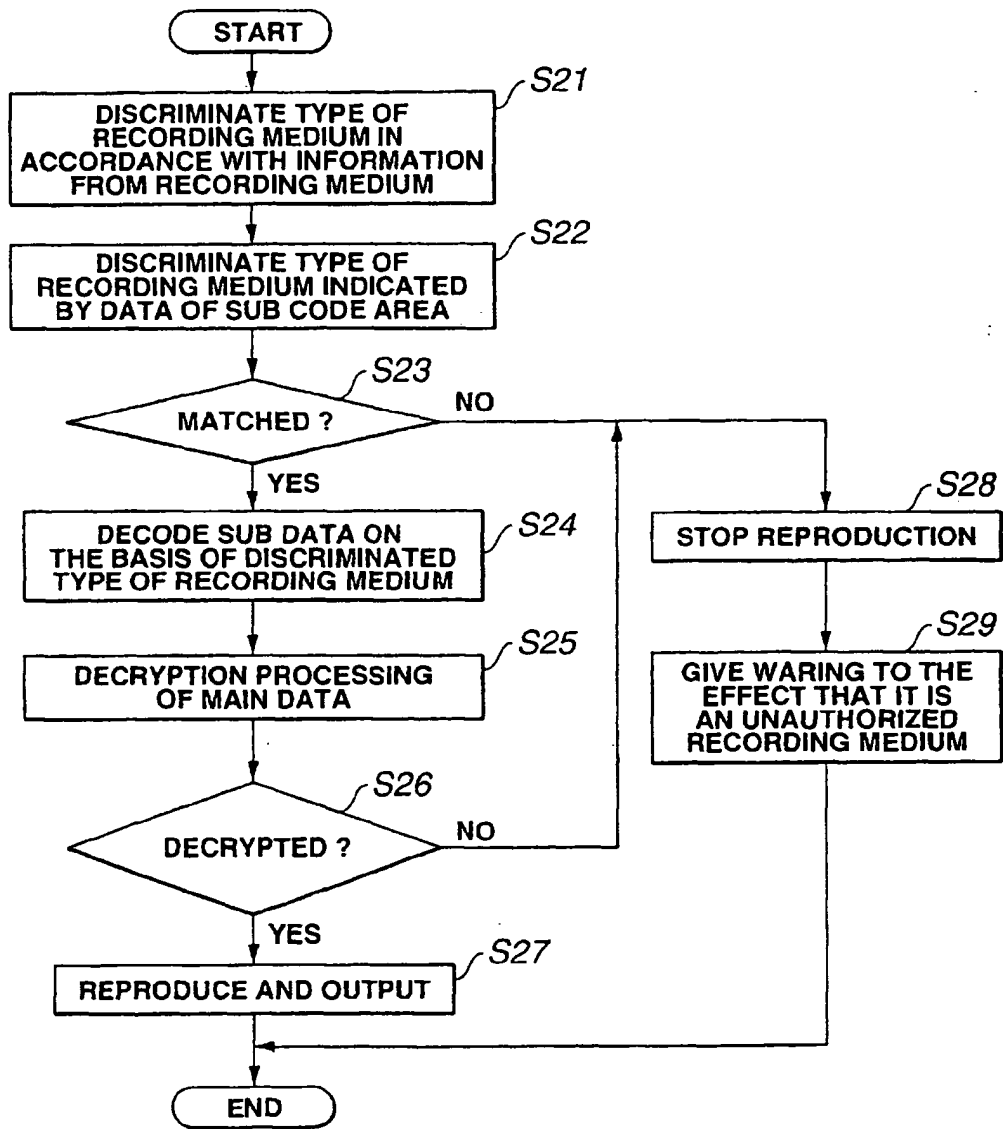 START
S21
DISCRIMINATE TYPE OF
RECORDING MEDIUM IN
ACCORDANCE WITH INFORMATION
FROM RECORDING MEDIUM
S22
DISCRIMINATE TYPE OF
RECORDING MEDIUM INDICATED
BY DATA OF SUB CODE AREA
S23
MATCHED ?
NO
YES
S24
DECODE SUB DATA ON
THE BASIS OF DISCRIMINATED
TYPE OF RECORDING MEDIUM
S25
DECRYPTION PROCESSING
OF MAIN DATA
S26
DECRYPTED ?
NO
YES
S27
REPRODUCE AND OUTPUT
S28
STOP REPRODUCTION
S29
GIVE WARING TO THE
EFFECT THAT IT IS
AN UNAUTHORIZED
RECORDING MEDIUM
END